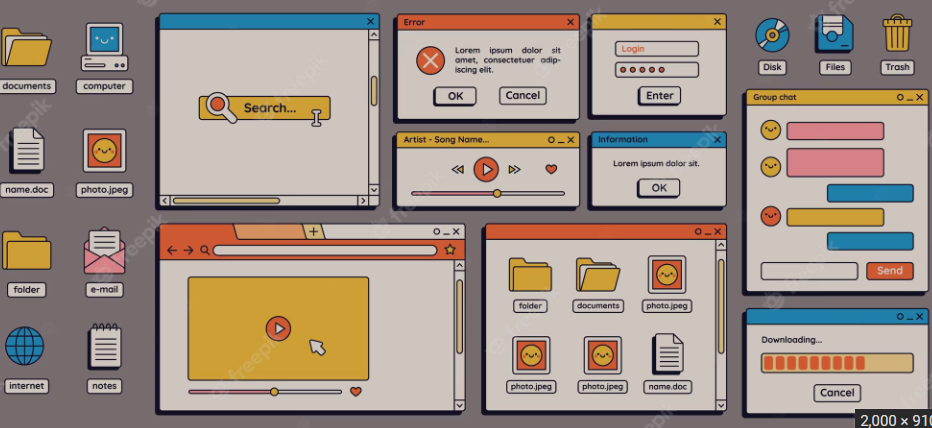 documents
computer
name.doc
photo.jpeg
folder
e-mail
internet
notes
Search...
Error
Lorem ipsum dolor sit
amet, consectetuer adip-
iscing elit.
OK
Cancel
Login
Enter
Artist - Song Name...
Information
Lorem ipsum dolor sit.
OK
folder
documents
photo.jpeg
photo.jpeg
photo.jpeg
name.doc
Disk
Files
Trash
Group chat
Send
Downloading...
Cancel
2,000 × 910
freepik